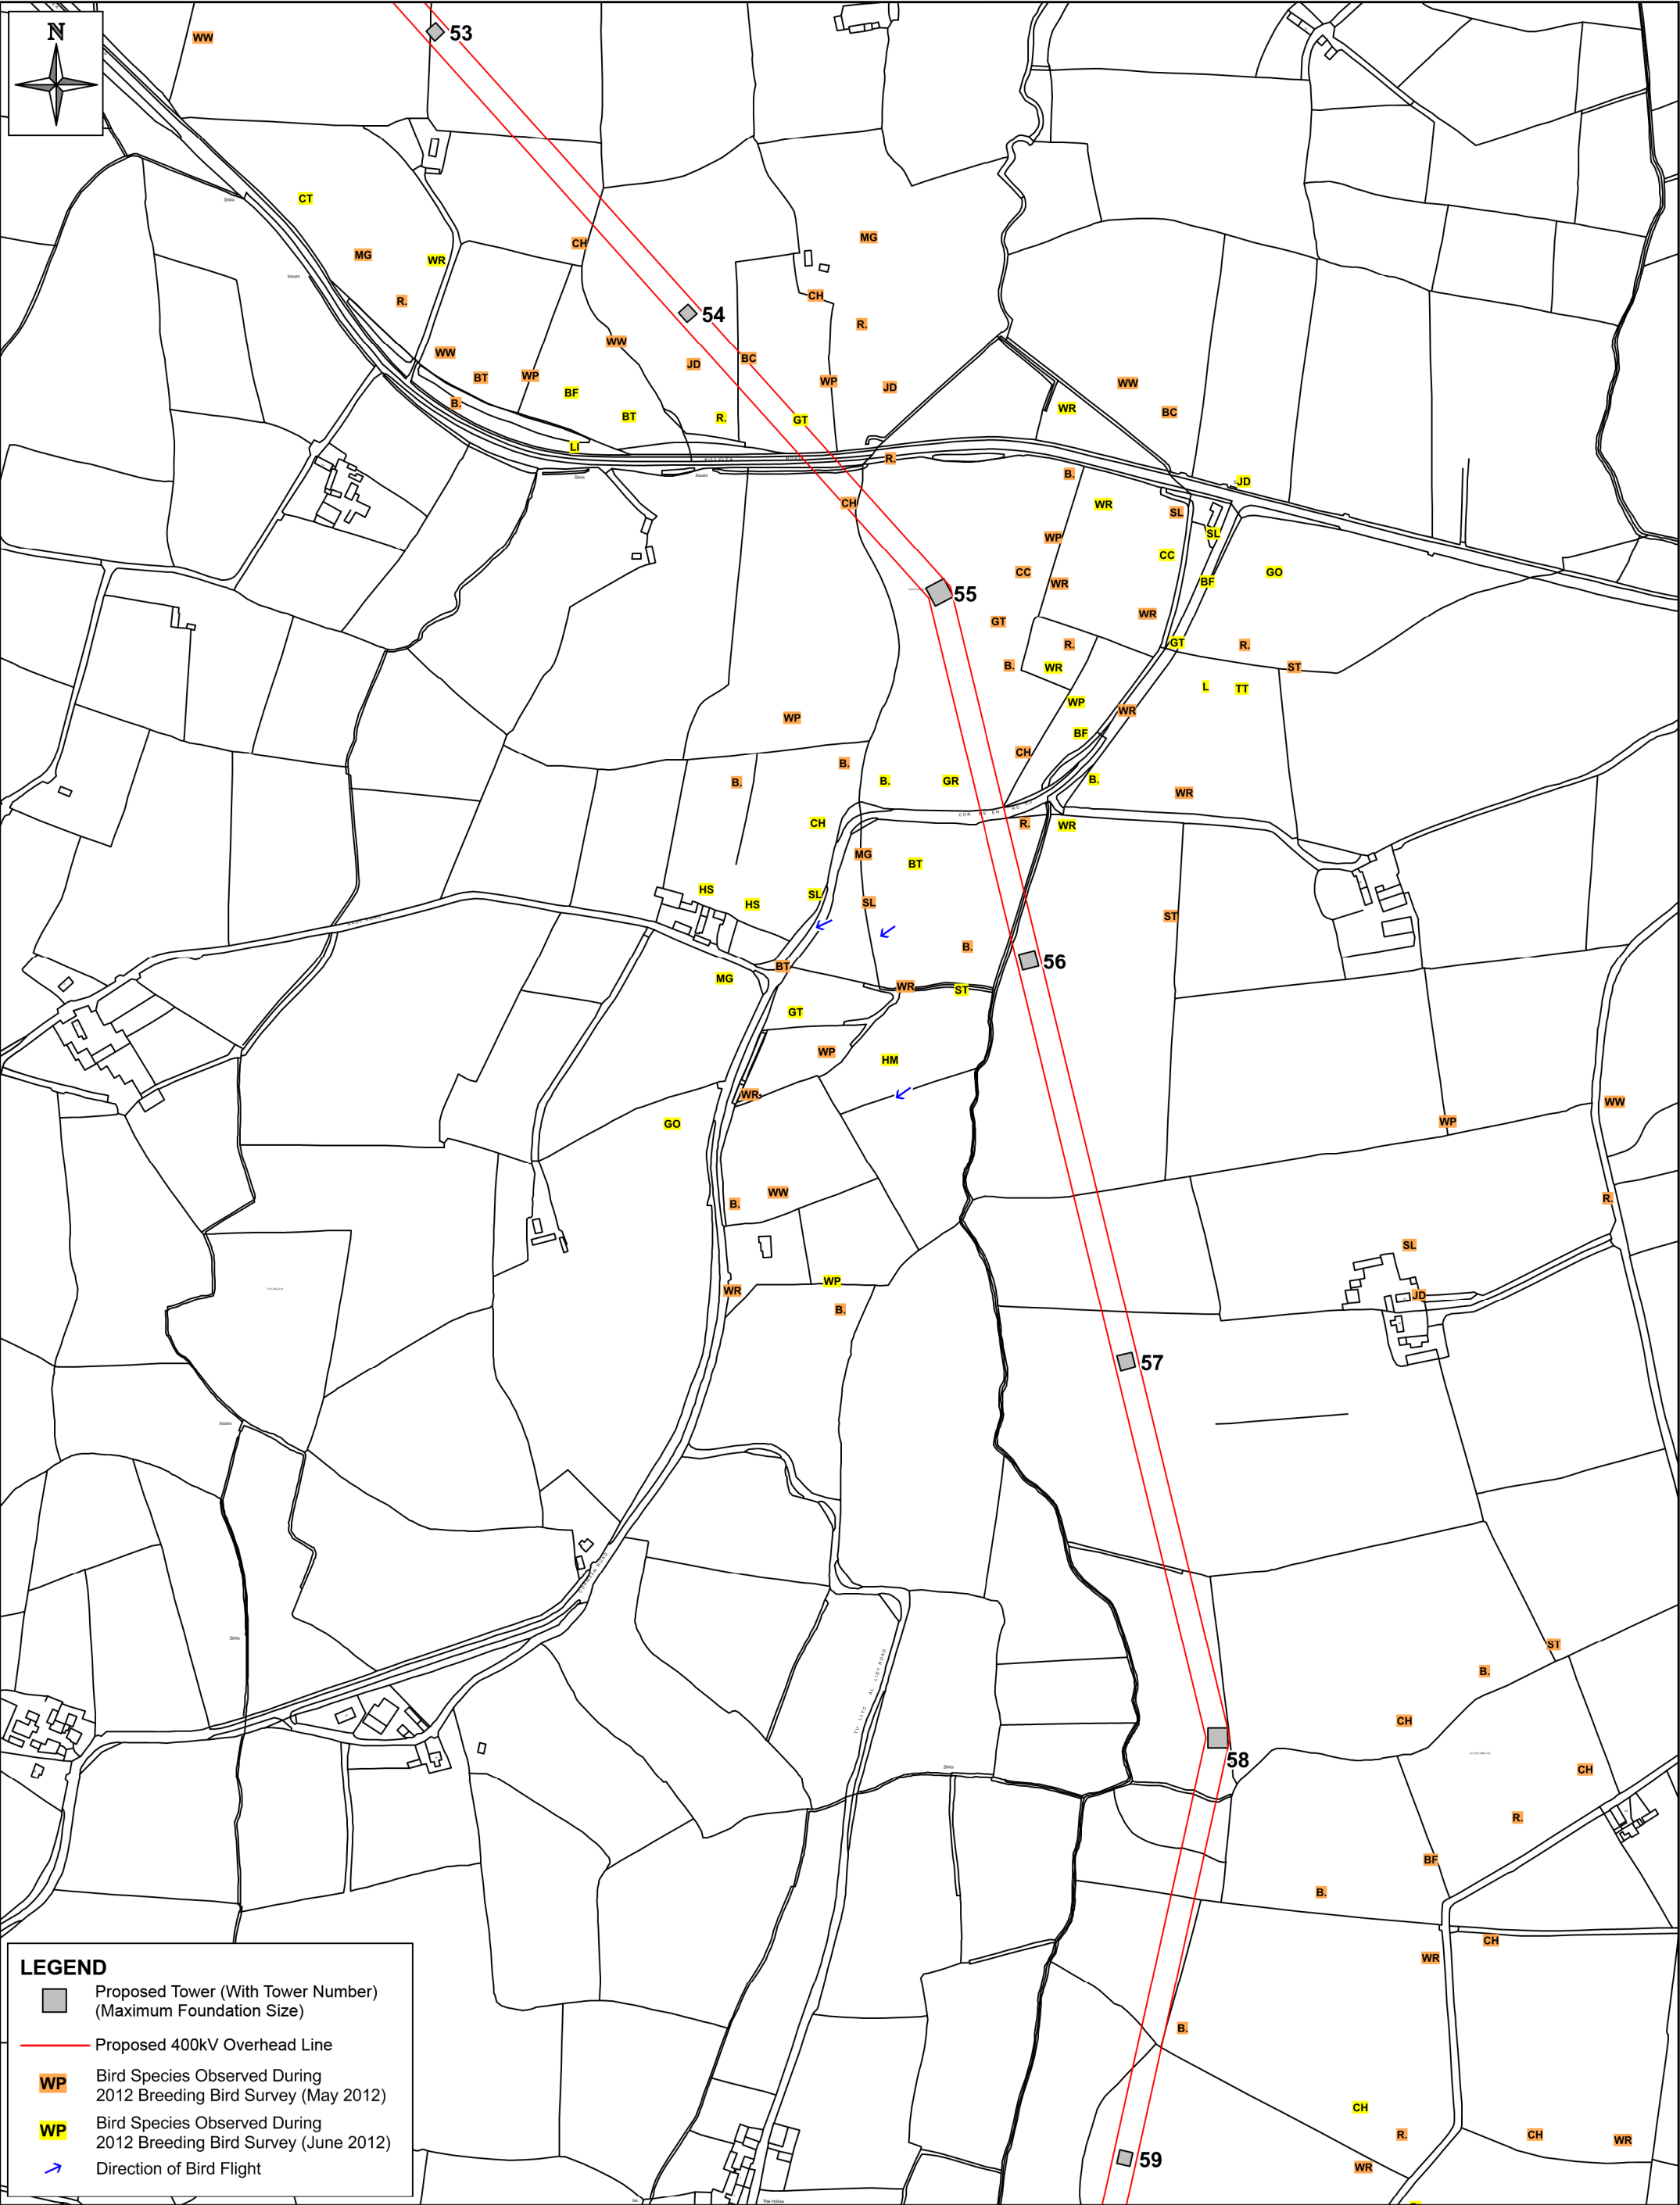 N
53
WW
CT
MG
WR
CH
MG
R.
CH
54
R.
WW
WW
JD
BC
BT
WP
WP
JD
WW
BF
B.
BT
R.
GT
WR
BC
LI
R.
B.
JD
CH
WR
SL
WP
SL
CC
CC
WR
BF
GO
55
GT
WR
R.
GT
R.
B.
WR
ST
WP
L
TT
WP
WR
BF
CH
B.
B.
B.
GR
B.
WR
CH
R.
WR
MG
BT
HS
HS
SL
SL
ST
B.
56
BT
MG
WR
ST
GT
WP
HM
WR
WW
GO
WP
B.
WW
R.
SL
WR
WP
B.
JD
57
ST
B.
CH
58
CH
R.
BF
B.
CH
WR
B.
CH
R.
CH
WR
59
WR
The Hollow
LEGEND
Proposed Tower (With Tower Number)
(Maximum Foundation Size)
Proposed 400kV Overhead Line
WP Bird Species Observed During
2012 Breeding Bird Survey (May 2012)
WP Bird Species Observed During
2012 Breeding Bird Survey (June 2012)
Direction of Bird Flight